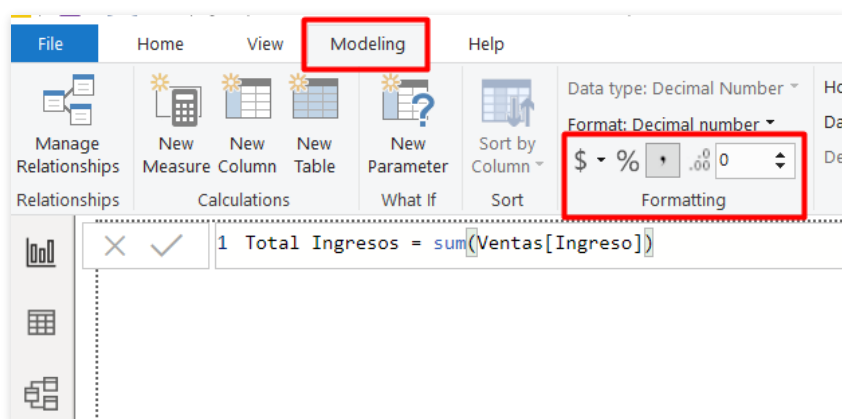 File Home View Modeling Help
Data type: Decimal Number
Format: Decimal number
$ % , .0 .00 0
Manage Relationships
New Measure
New Column
New Table
New Parameter
Sort by Column
Relationships Calculations What If Sort Formatting
1 Total Ingresos = sum(Ventas[Ingreso])